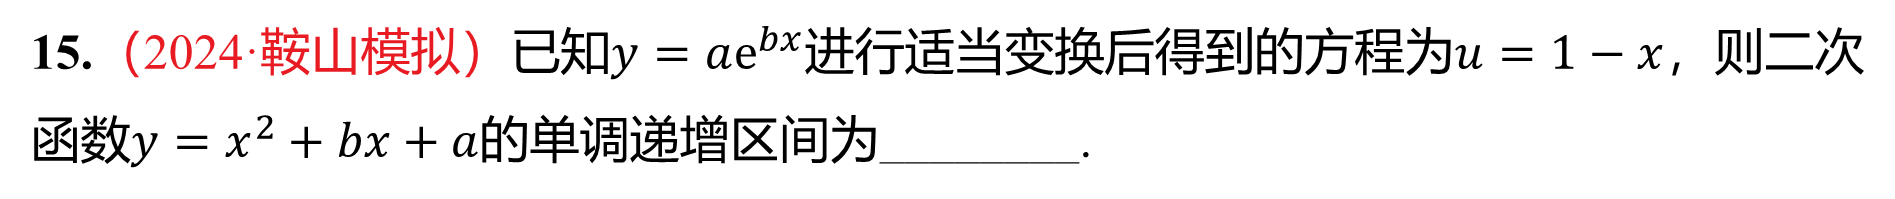 15.（2024·鞍山模拟）已知y = ae^{bx}进行适当变换后得到的方程为u = 1 − x，则二次
函数y = x² + bx + a的单调递增区间为________.